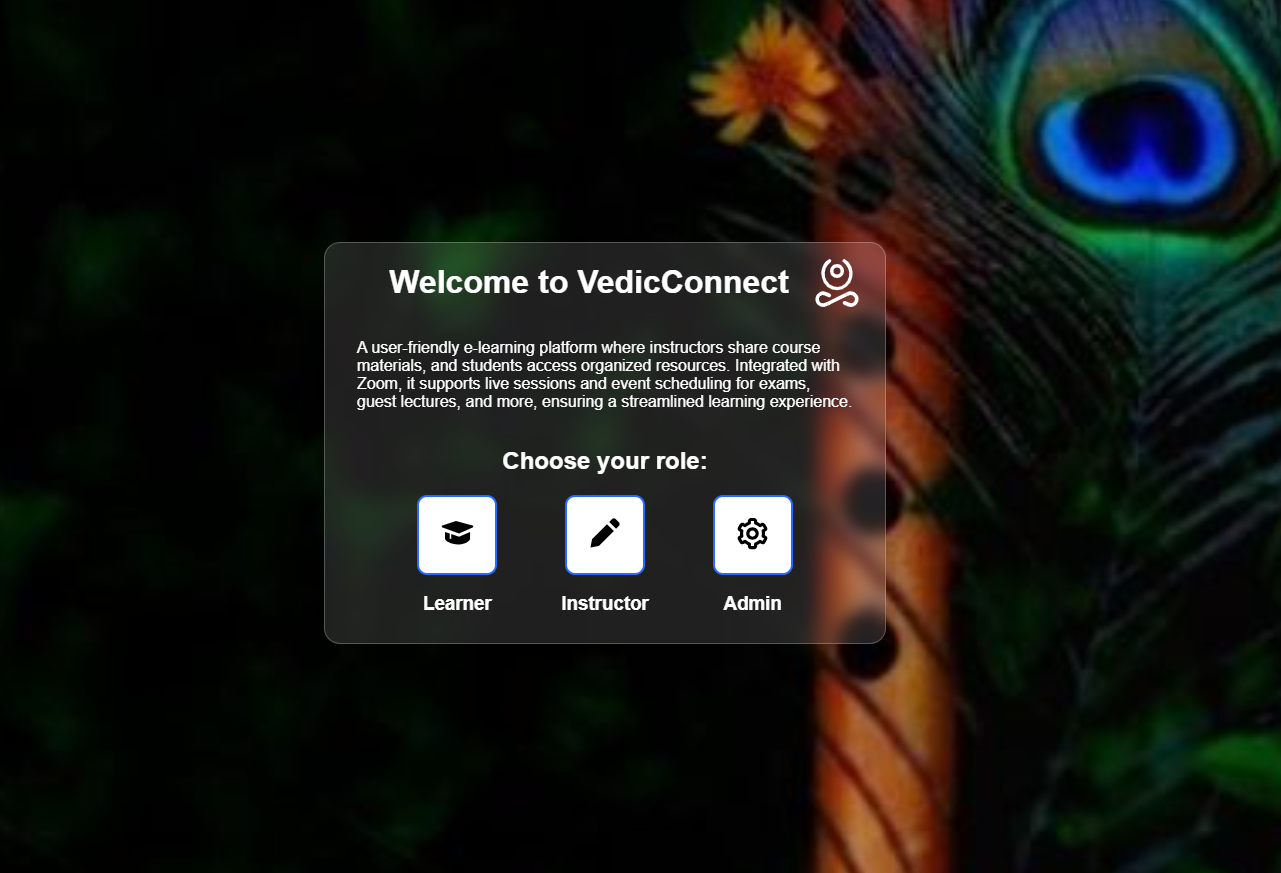 Welcome to VedicConnect
A user-friendly e-learning platform where instructors share course
materials, and students access organized resources. Integrated with
Zoom, it supports live sessions and event scheduling for exams,
guest lectures, and more, ensuring a streamlined learning experience.
Choose your role:
Learner
Instructor
Admin